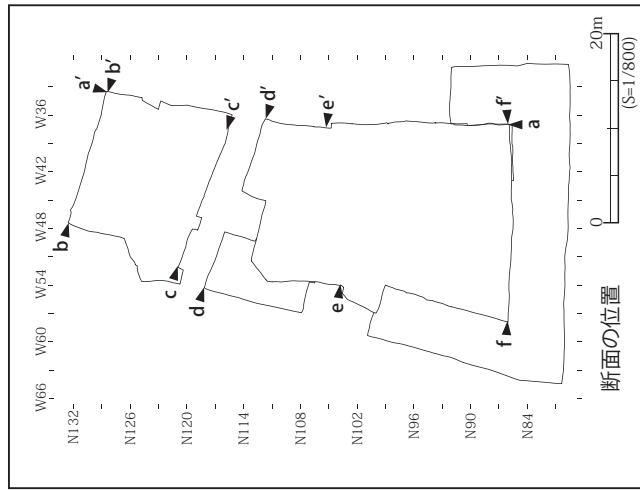 断面の位置
(S=1/800)
0
20m
W66
W60
W54
W48
W42
W36
N132
N126
N120
N114
N108
N102
N96
N90
N84
a
a'
b
b'
c
c'
d
d'
e
e'
f
f'